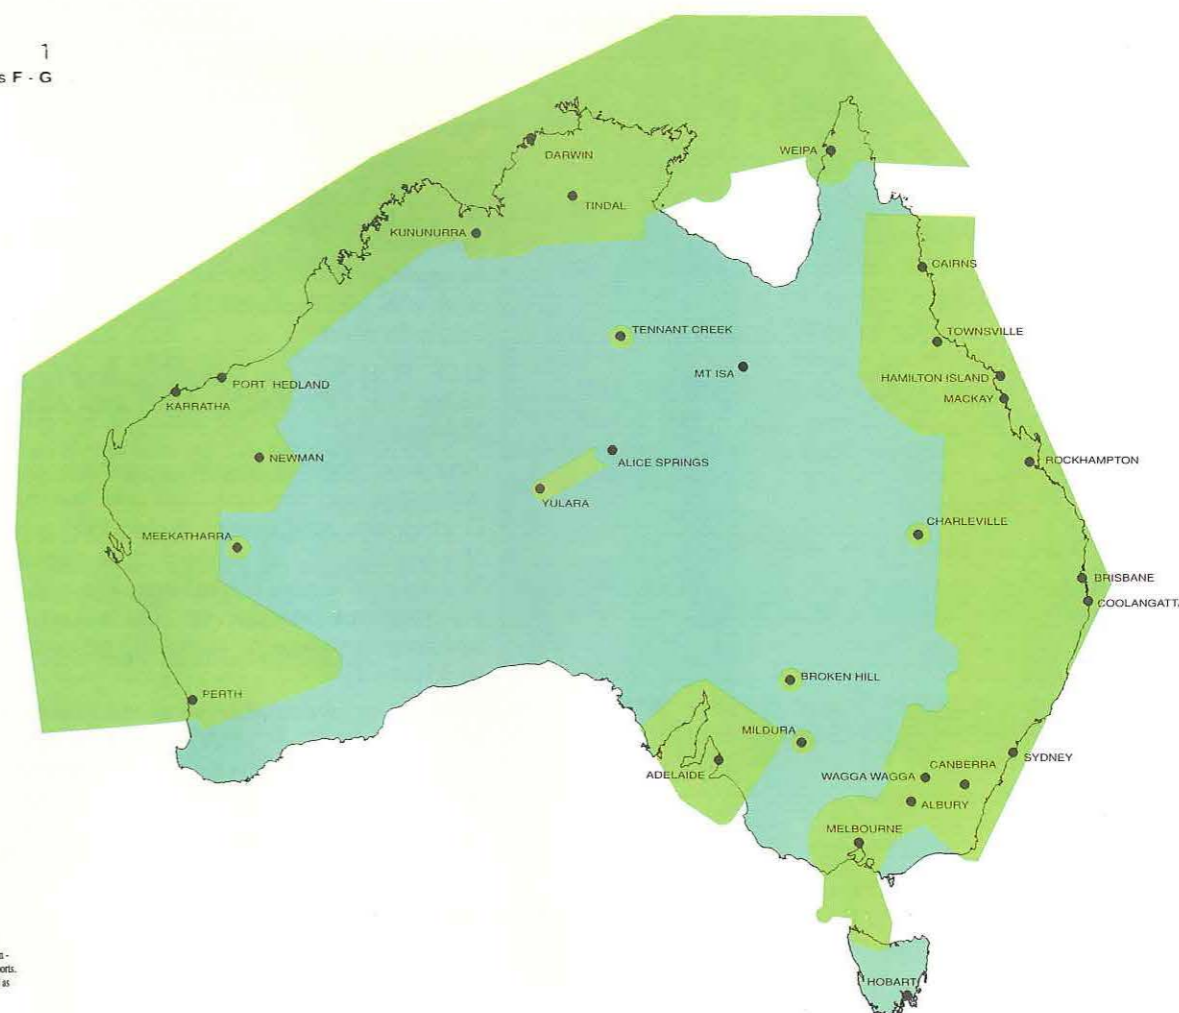 1
s F - G
WEIPA
DARWIN
TINDAL
KUNUNURRA
CAIRNS
TENNANT CREEK
TOWNSVILLE
MT ISA
HAMILTON ISLAND
PORT HEDLAND
MACKAY
KARRATHA
NEWMAN
ALICE SPRINGS
ROCKHAMPTON
YULARA
CHARLEVILLE
MEEKATHARRA
BRISBANE
COOLANGATTA
BROKEN HILL
PERTH
MILDURA
SYDNEY
CANBERRA
ADELAIDE
WAGGA WAGGA
ALBURY
MELBOURNE
orts.
as
HOBART